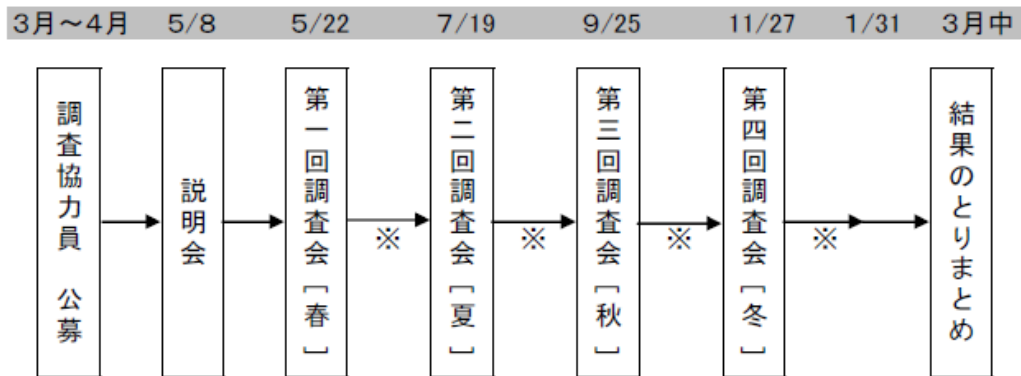 3月～4月 5/8 5/22 7/19 9/25 11/27 1/31 3月中
調査協力員 公募
説明会
第一回調査会［春］
※
第二回調査会［夏］
※
第三回調査会［秋］
※
第四回調査会［冬］
※
結果のとりまとめ